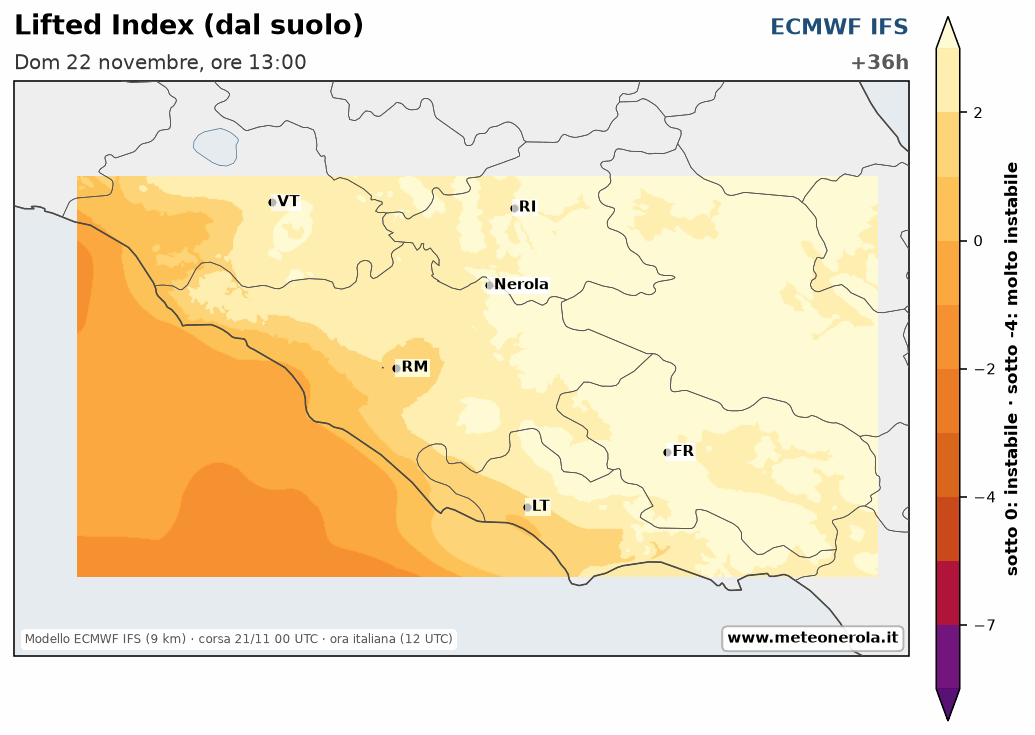 Lifted Index (dal suolo)
ECMWF IFS
Dom 22 novembre, ore 13:00
+36h
VT
RI
Nerola
RM
FR
LT
2
0
−2
−4
−7
sotto 0: instabile · sotto -4: molto instabile
Modello ECMWF IFS (9 km) · corsa 21/11 00 UTC · ora italiana (12 UTC)
www.meteonerola.it